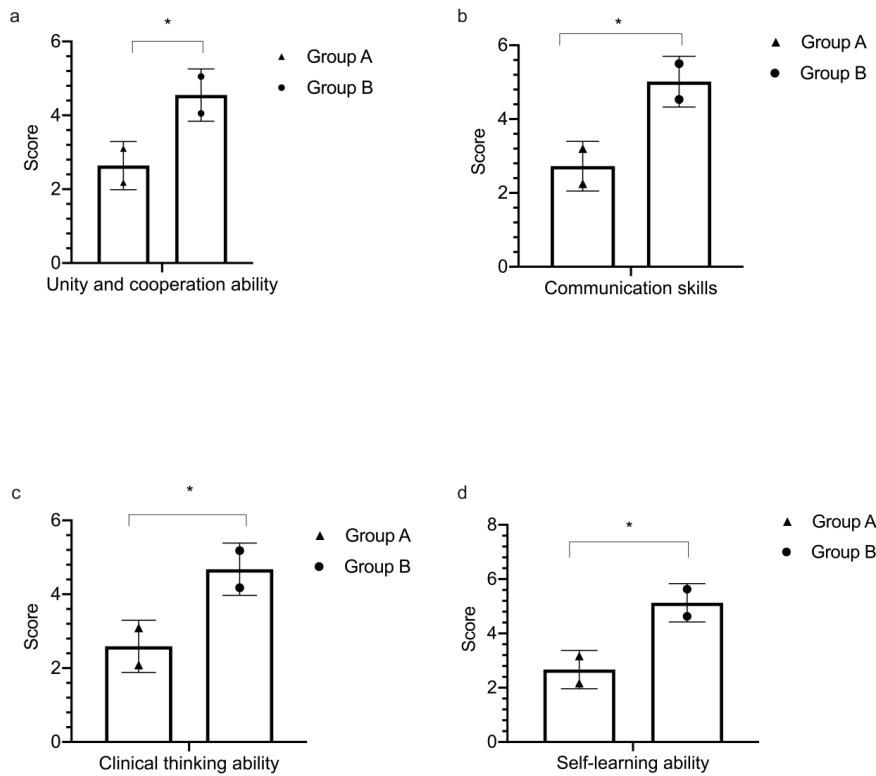 a
*
6
4
2
0
Score
Group A
Group B
Unity and cooperation ability
b
*
6
4
2
0
Score
Group A
Group B
Communication skills
c
*
6
4
2
0
Score
Group A
Group B
Clinical thinking ability
d
*
8
6
4
2
0
Score
Group A
Group B
Self-learning ability